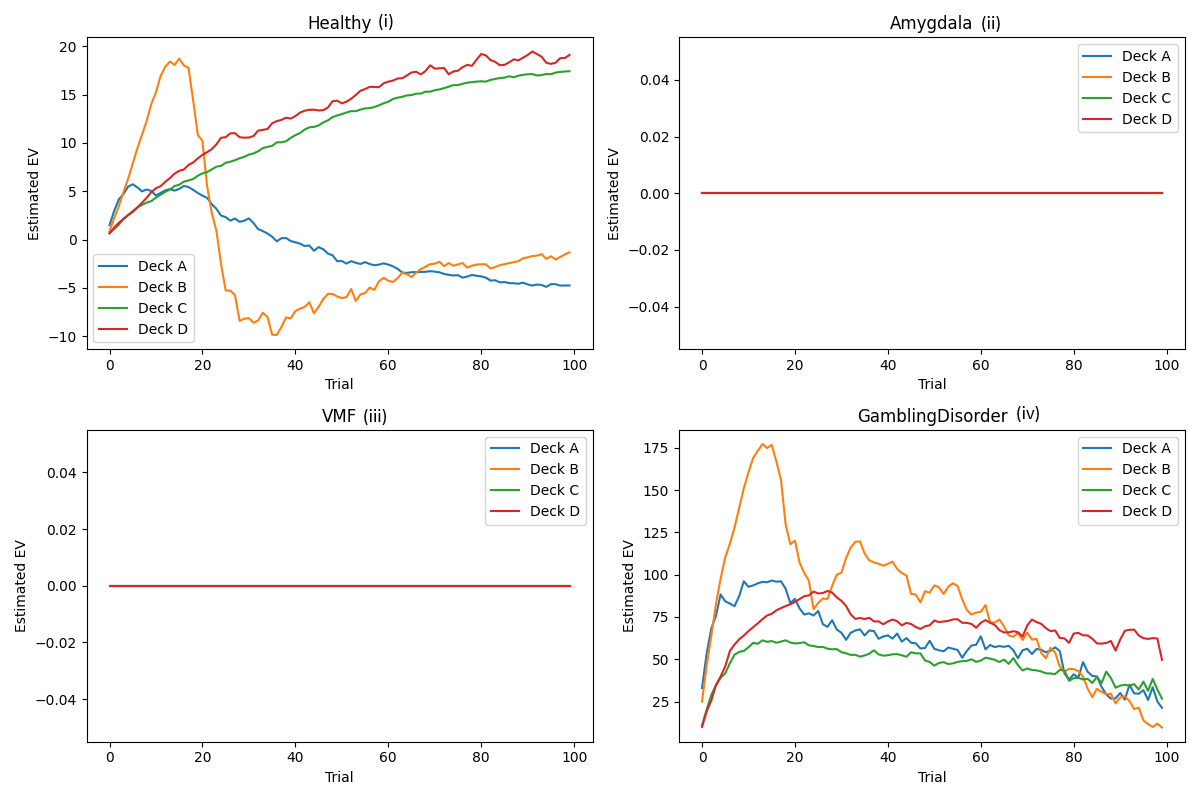 Healthy (i)
20
15
10
5
0
−5
−10
Estimated EV
Deck A
Deck B
Deck C
Deck D
0 20 40 60 80 100
Trial
Amygdala (ii)
0.04
0.02
0.00
−0.02
−0.04
Estimated EV
Deck A
Deck B
Deck C
Deck D
0 20 40 60 80 100
Trial
VMF (iii)
0.04
0.02
0.00
−0.02
−0.04
Estimated EV
Deck A
Deck B
Deck C
Deck D
0 20 40 60 80 100
Trial
GamblingDisorder (iv)
175
150
125
100
75
50
25
Estimated EV
Deck A
Deck B
Deck C
Deck D
0 20 40 60 80 100
Trial